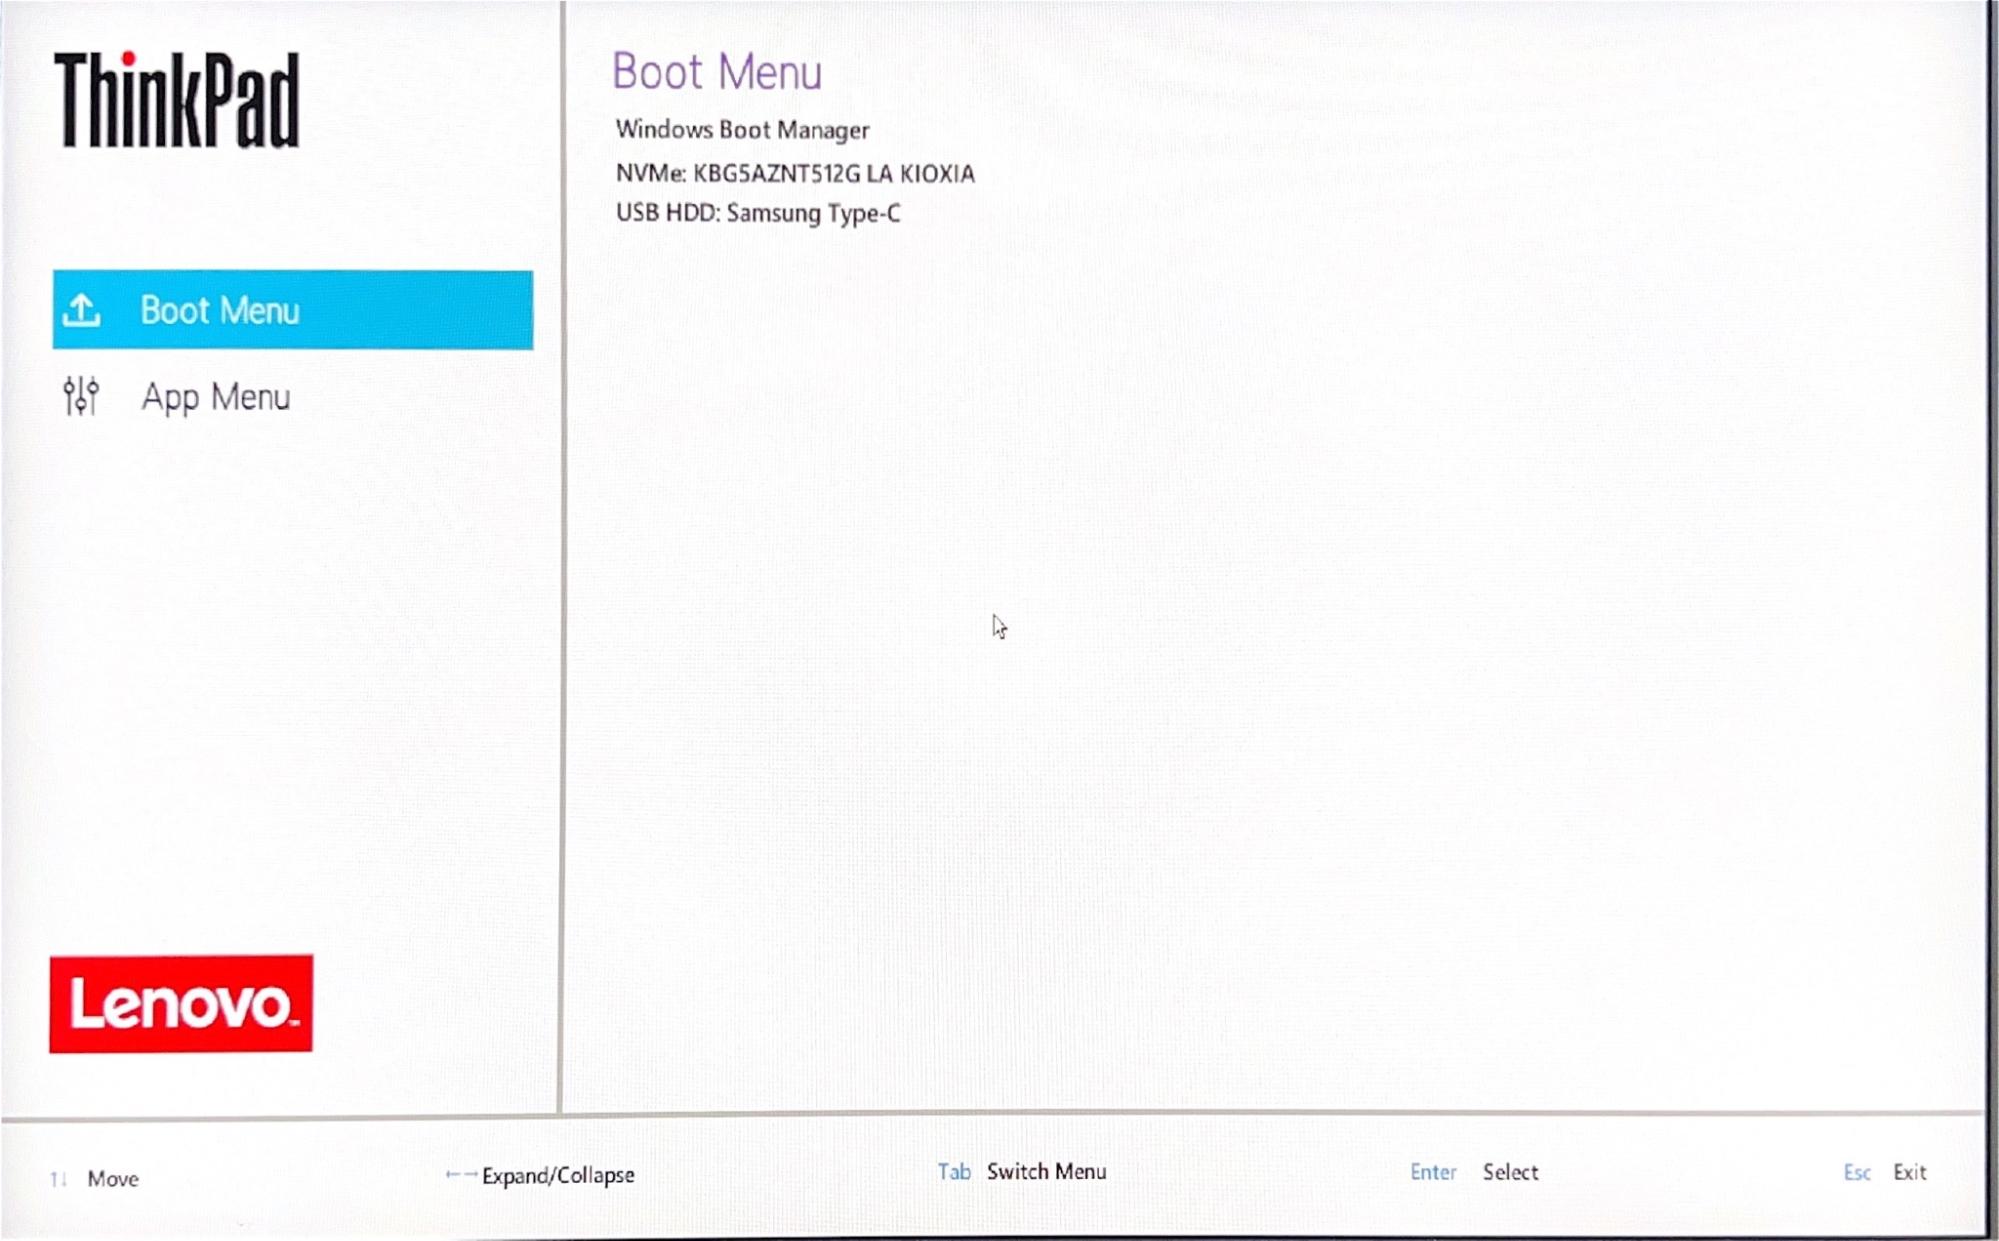 ThinkPad
Boot Menu
App Menu
Lenovo
Boot Menu
Windows Boot Manager
NVMe: KBG5AZNT512G LA KIOXIA
USB HDD: Samsung Type-C
↑↓ Move
←→ Expand/Collapse
Tab Switch Menu
Enter Select
Esc Exit